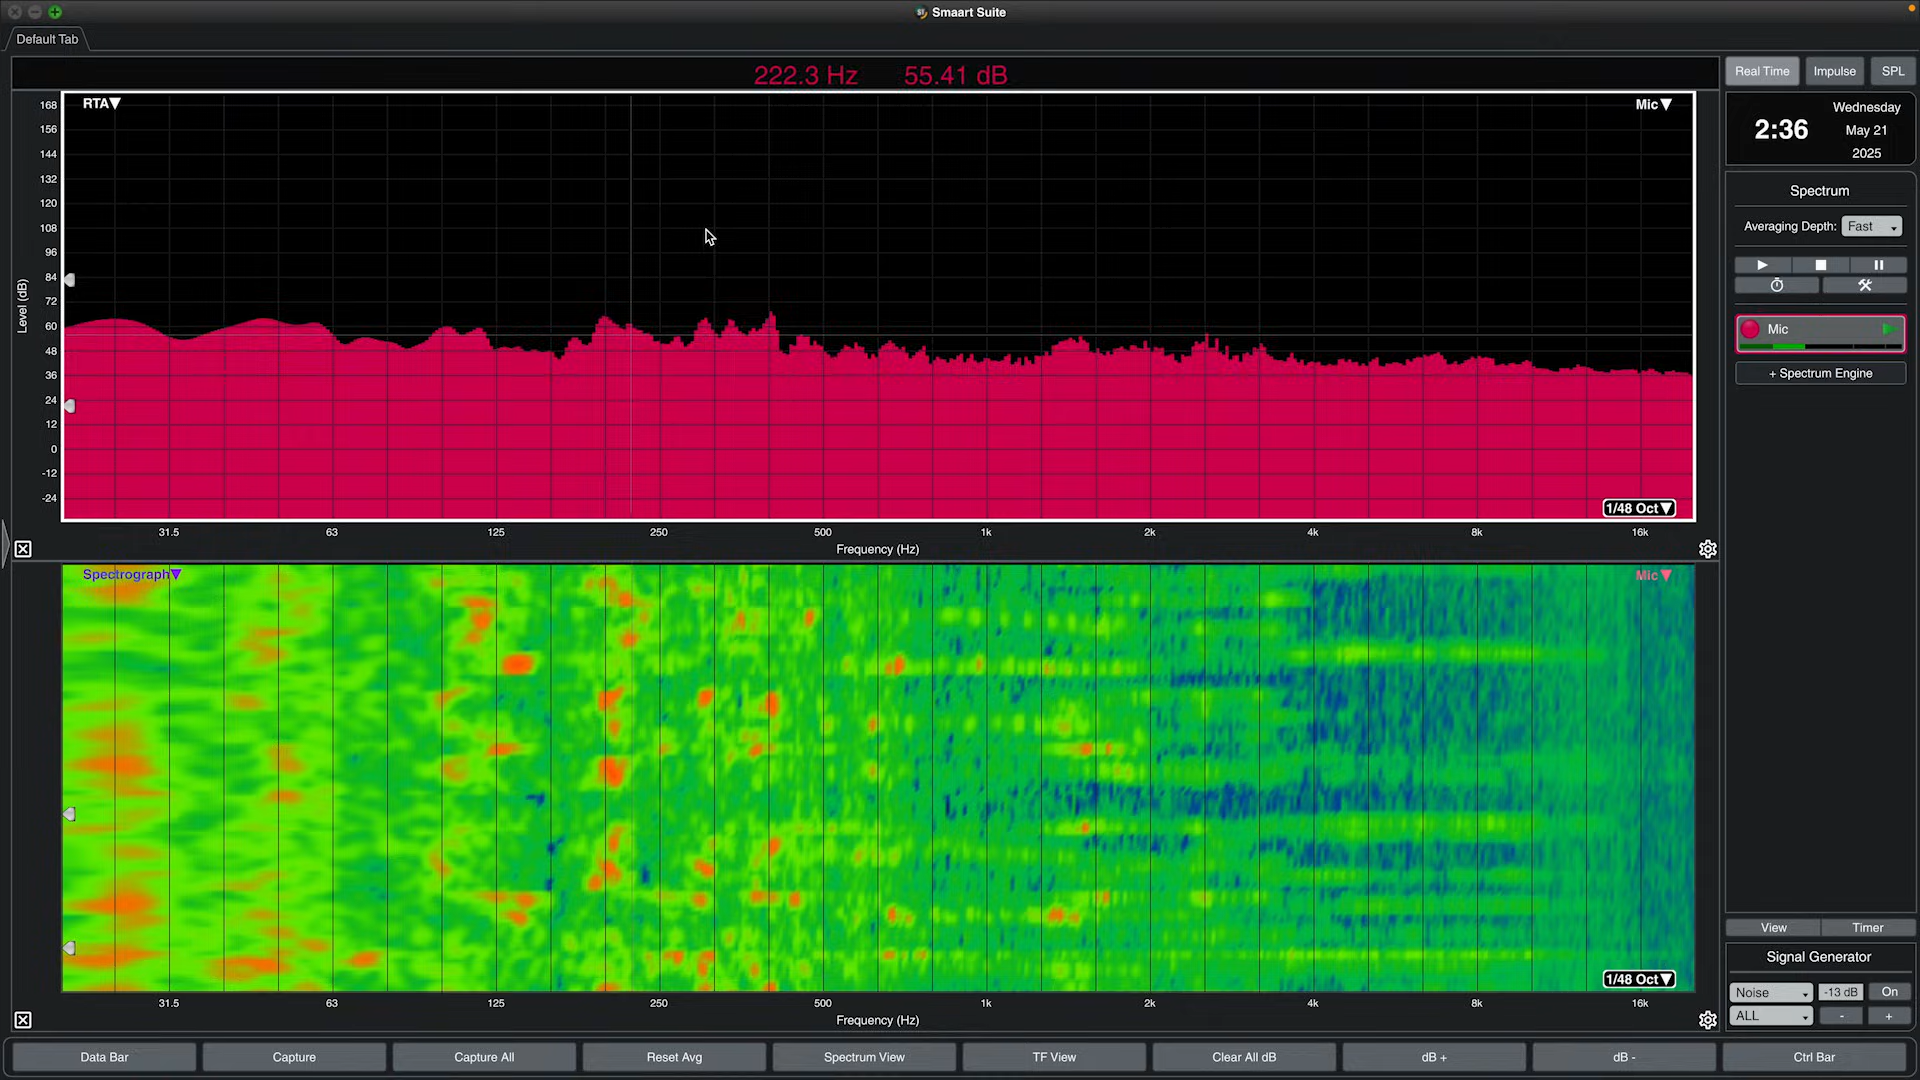 Smaart Suite
Default Tab
222.3 Hz 55.41 dB
RTA▼ Mic▼
168
156
144
132
120
108
96
84
72
60
48
36
24
12
0
-12
-24
Level (dB)
1/48 Oct▼
31.5 63 125 250 500 1k 2k 4k 8k 16k
Frequency (Hz)
Spectrograph▼ Mic▼
1/48 Oct▼
31.5 63 125 250 500 1k 2k 4k 8k 16k
Frequency (Hz)
Real Time Impulse SPL
2:36
Wednesday
May 21
2025
Spectrum
Averaging Depth: Fast
Mic
+ Spectrum Engine
View Timer
Signal Generator
Noise -13 dB On
ALL - +
Data Bar Capture Capture All Reset Avg Spectrum View TF View Clear All dB dB + dB - Ctrl Bar